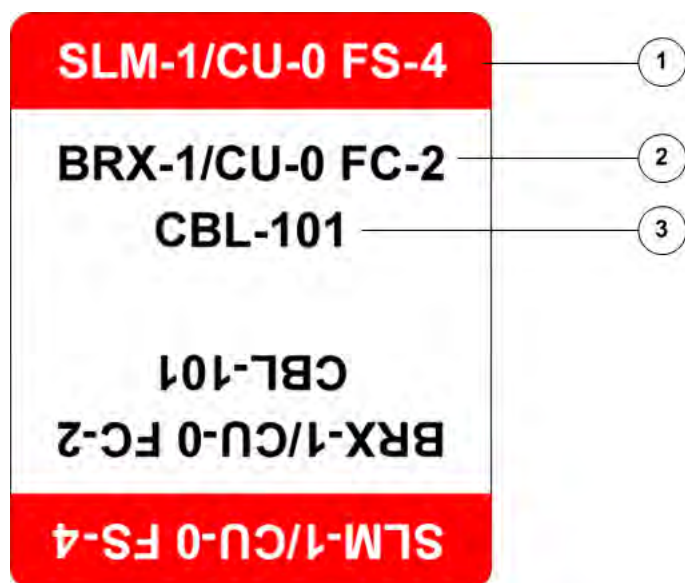 SLM-1/CU-0 FS-4
1
BRX-1/CU-0 FC-2
2
CBL-101
3
CBL-101
BRX-1/CU-0 FC-2
SLM-1/CU-0 FS-4